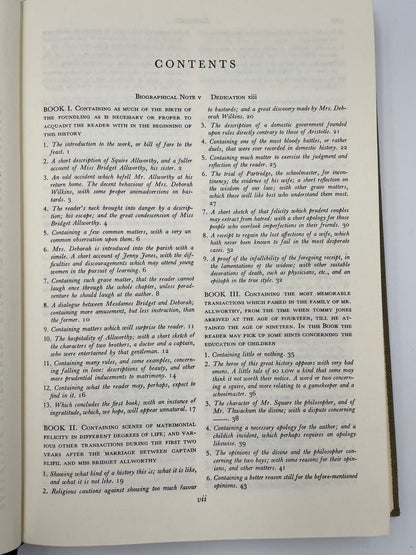 CONTENTS
BIOGRAPHICAL NOTE v DEDICATION xiii
BOOK I. CONTAINING AS MUCH OF THE BIRTH OF
THE FOUNDLING AS IS NECESSARY OR PROPER TO
ACQUAINT THE READER WITH IN THE BEGINNING OF
THIS HISTORY
1. The introduction to the work, or bill of fare to the
feast. 1
2. A short description of Squire Allworthy, and a fuller
account of Miss Bridget Allworthy, his sister. 2
3. An odd accident which befell Mr. Allworthy at his
return home. The decent behaviour of Mrs. Deborah
Wilkins, with some proper animadversions on bas-
tards. 3
4. The reader's neck brought into danger by a descrip-
tion; his escape; and the great condescension of Miss
Bridget Allworthy. 4
5. Containing a few common matters, with a very un-
common observation upon them. 6
6. Mrs. Deborah is introduced into the parish with a
simile. A short account of Jenny Jones, with the dif-
ficulties and discouragements which may attend young
women in the pursuit of learning. 6
7. Containing such grave matter, that the reader cannot
laugh once through the whole chapter, unless perad-
venture he should laugh at the author. 8
8. A dialogue between Mesdames Bridget and Deborah;
containing more amusement, but less instruction, than
the former. 10
9. Containing matters which will surprise the reader. 11
10. The hospitality of Allworthy; with a short sketch of
the characters of two brothers, a doctor and a captain,
who were entertained by that gentleman. 12
11. Containing many rules, and some examples, concern-
ing falling in love; descriptions of beauty, and other
more prudential inducements to matrimony. 14
12. Containing what the reader may, perhaps, expect to
find in it. 16
13. Which concludes the first book; with an instance of
ingratitude, which, we hope, will appear unnatural. 17
BOOK II. CONTAINING SCENES OF MATRIMONIAL
FELICITY IN DIFFERENT DEGREES OF LIFE; AND VARI-
OUS OTHER TRANSACTIONS DURING THE FIRST TWO
YEARS AFTER THE MARRIAGE BETWEEN CAPTAIN
BLIFIL AND MISS BRIDGET ALLWORTHY
1. Showing what kind of a history this is; what it is like,
and what it is not like. 19
2. Religious cautions against showing too much favour
to bastards; and a great discovery made by Mrs. Deb-
orah Wilkins. 20
3. The description of a domestic government founded
upon rules directly contrary to those of Aristotle. 21
4. Containing one of the most bloody battles, or rather
duels, that were ever recorded in domestic history. 23
5. Containing much matter to exercise the judgment and
reflection of the reader. 25
6. The trial of Partridge, the schoolmaster, for incon-
tinency; the evidence of his wife; a short reflection on
the wisdom of our law; with other grave matters,
which those will like best who understand them most.
27
7. A short sketch of that felicity which prudent couples
may extract from hatred: with a short apology for those
people who overlook imperfections in their friends. 30
8. A receipt to regain the lost affections of a wife, which
hath never been known to fail in the most desperate
cases. 32
9. A proof of the infallibility of the foregoing receipt, in
the lamentations of the widow; with other suitable
decorations of death, such as physicians, etc., and an
epitaph in the true style. 32
BOOK III. CONTAINING THE MOST MEMORABLE
TRANSACTIONS WHICH PASSED IN THE FAMILY OF MR.
ALLWORTHY, FROM THE TIME WHEN TOMMY JONES
ARRIVED AT THE AGE OF FOURTEEN, TILL HE AT-
TAINED THE AGE OF NINETEEN. IN THIS BOOK THE
READER MAY PICK UP SOME HINTS CONCERNING THE
EDUCATION OF CHILDREN
1. Containing little or nothing. 35
2. The heroe of this great history appears with very bad
omens. A little tale of SO LOW a kind that some may
think it not worth their notice. A word or two concern-
ing a squire, and more relating to a gamekeeper and a
schoolmaster. 36
3. The character of Mr. Square the philosopher, and of
Mr. Thwackum the divine; with a dispute concerning
38
4. Containing a necessary apology for the author; and a
childish incident, which perhaps requires an apology
likewise. 39
5. The opinions of the divine and the philosopher concern-
ing the two boys; with some reasons for their opin-
ions, and other matters. 41
6. Containing a better reason still for the before-mentioned
opinions. 43
vii